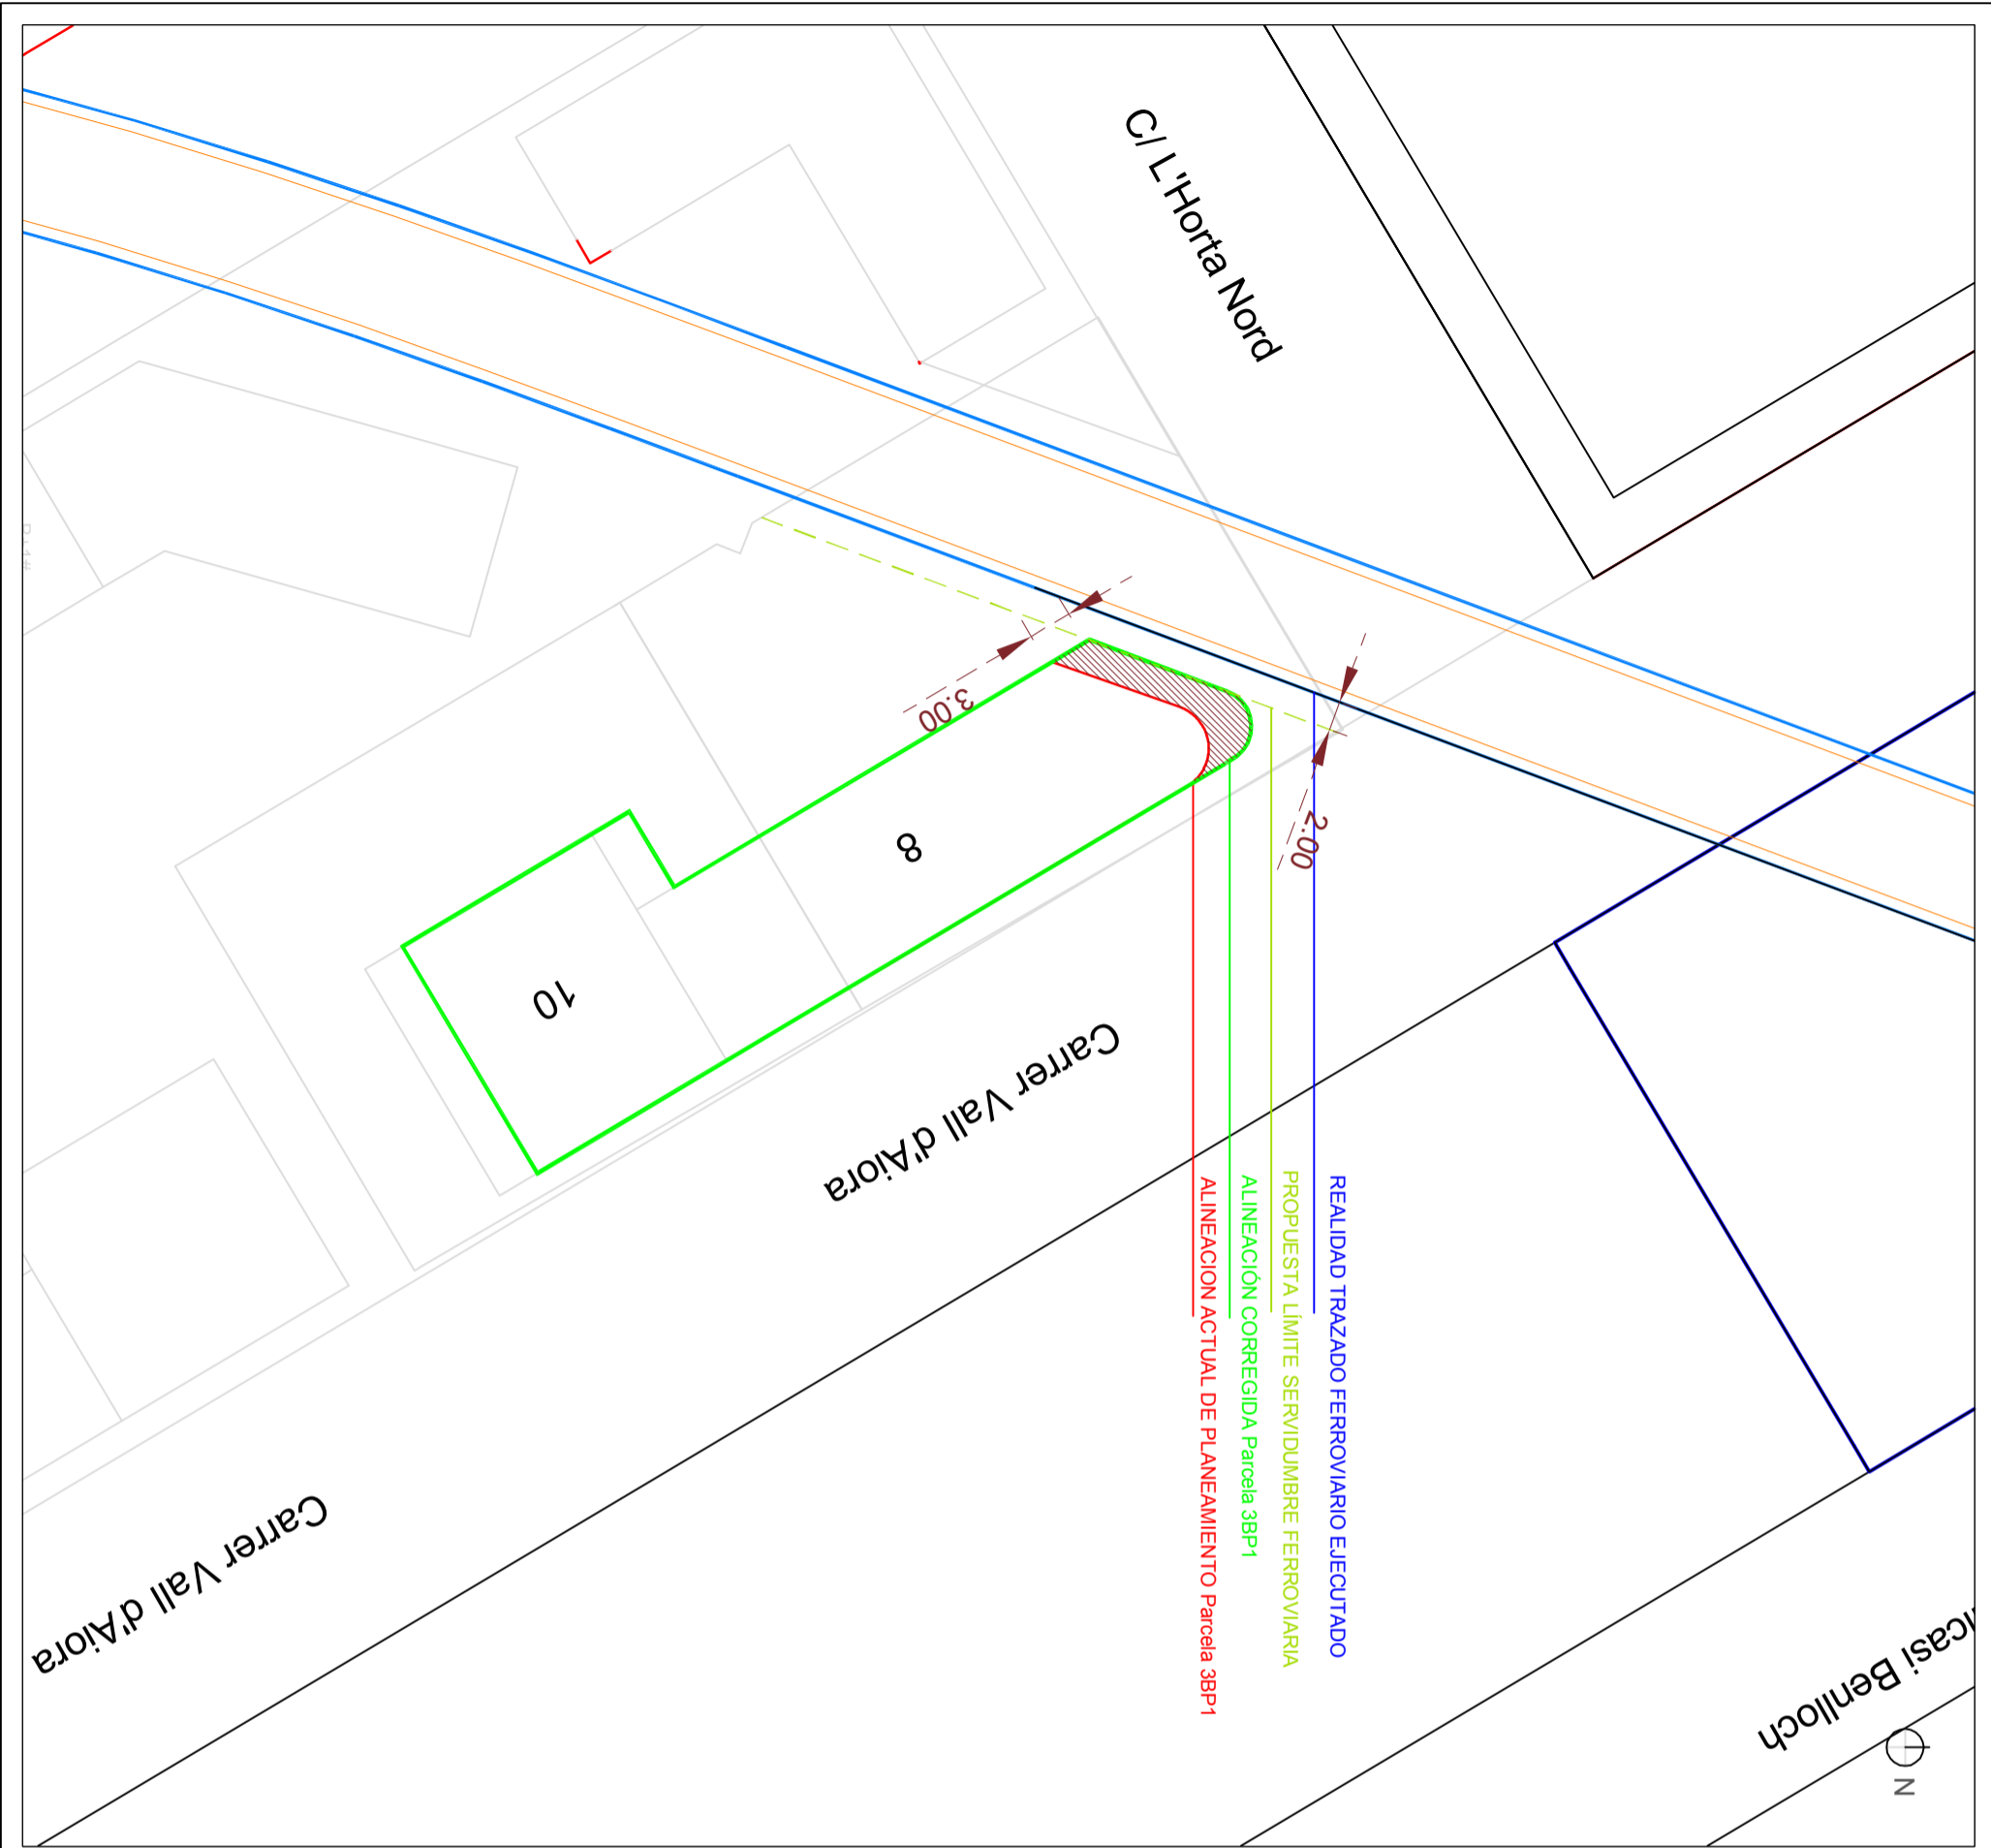 C/ L'Horta Nord
3.00
2.00
8
10
Carrer Vall d'Aiora
REALIDAD TRAZADO FERROVIARIO EJECUTADO
PROPUESTA LÍMITE SERVIDUMBRE FERROVIARIA
ALINEACIÓN CORREGIDA Parcela 3BP1
ALINEACION ACTUAL DE PLANEAMIENTO Parcela 3BP1
Carrer Vall d'Aiora
Benlloch
N